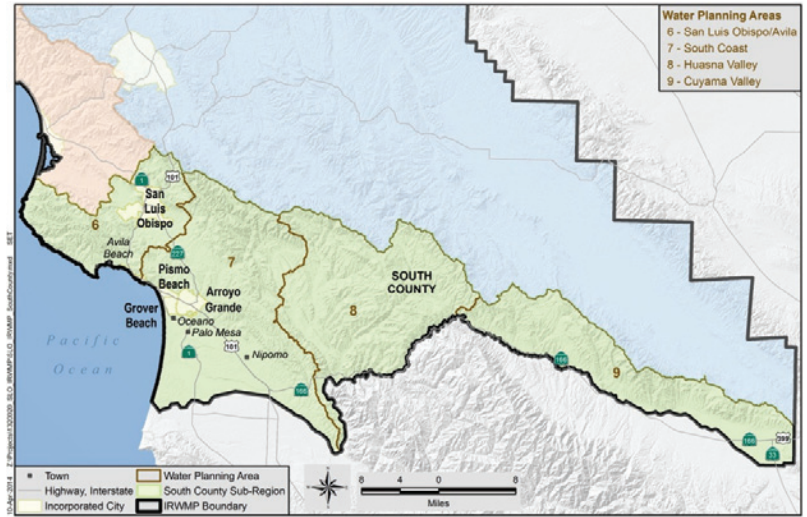 Water Planning Areas
6 - San Luis Obispo/Avila
7 - South Coast
8 - Huasna Valley
9 - Cuyama Valley
1
101
San
Luis
Obispo
6
Avila
Beach
227
7
Pismo
Beach
Arroyo
Grande
Grover
Beach
Oceano
Palo Mesa
SOUTH
COUNTY
8
Pacific
Ocean
1
101
Nipomo
166
166
9
166
399
33
Town
Highway, Interstate
Incorporated City
Water Planning Area
South County Sub-Region
IRWMP Boundary
8 4 0 8
Miles
10-Apr-2014
SET